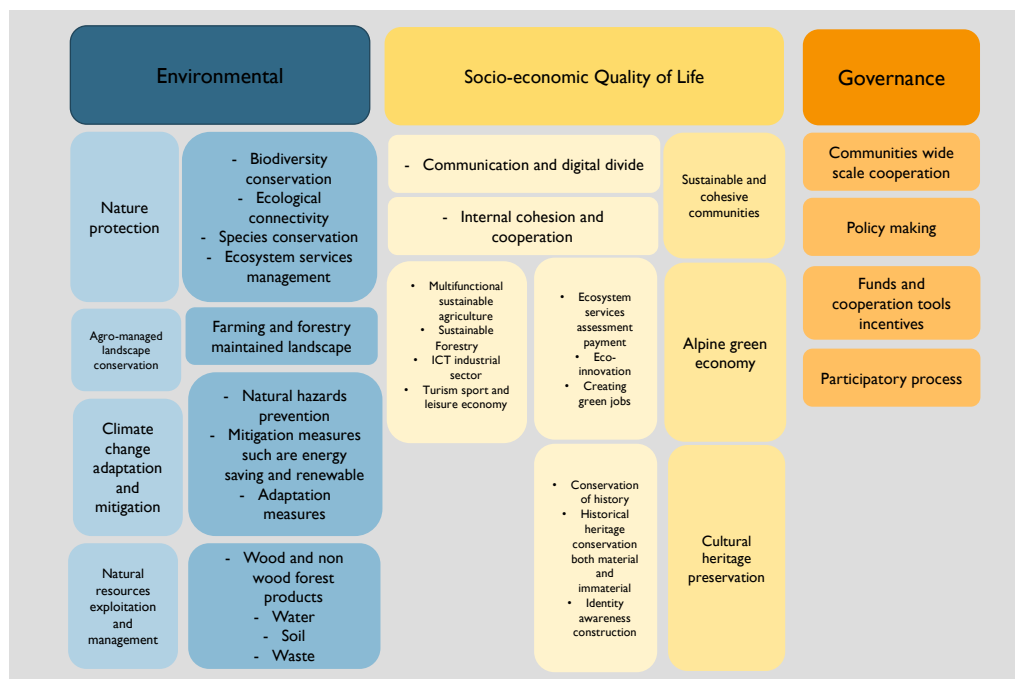 Environmental
Socio-economic Quality of Life
Governance
Nature
protection
- Biodiversity
conservation
- Ecological
connectivity
- Species conservation
- Ecosystem services
management
Agro-managed
landscape
conservation
Farming and forestry
maintained landscape
Climate
change
adaptation
and
mitigation
- Natural hazards
prevention
- Mitigation measures
such are energy
saving and renewable
- Adaptation
measures
Natural
resources
exploitation
and
management
- Wood and non
wood forest
products
- Water
- Soil
- Waste
- Communication and digital divide
- Internal cohesion and
cooperation
Sustainable and
cohesive
communities
• Multifunctional
sustainable
agriculture
• Sustainable
Forestry
• ICT industrial
sector
• Turism sport and
leisure economy
• Ecosystem
services
assessment
payment
• Eco-
innovation
• Creating
green jobs
Alpine green
economy
• Conservation
of history
• Historical
heritage
conservation
both material
and
immaterial
• Identity
awareness
construction
Cultural
heritage
preservation
Communities wide
scale cooperation
Policy making
Funds and
cooperation tools
incentives
Participatory process